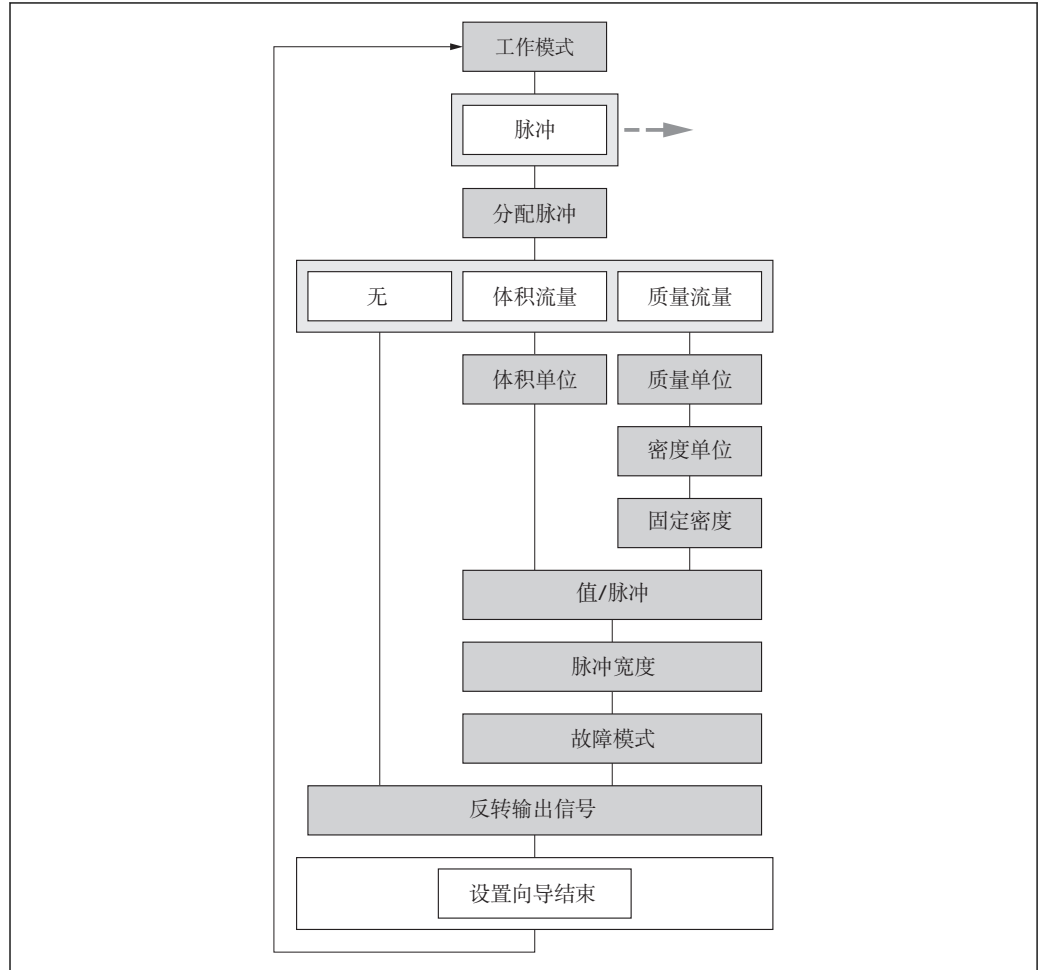 工作模式
脉冲
分配脉冲
无
体积流量
质量流量
体积单位
质量单位
密度单位
固定密度
值/脉冲
脉冲宽度
故障模式
反转输出信号
设置向导结束